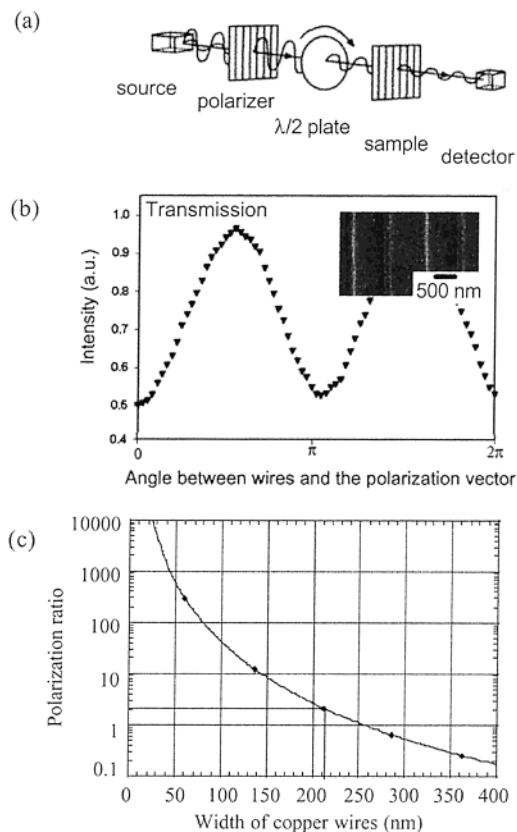 (a)
source
polarizer
λ/2 plate
sample
detector
(b)
Transmission
500 nm
Intensity (a.u.)
1.0
0.9
0.8
0.7
0.6
0.5
0.4
0
π
2π
Angle between wires and the polarization vector
(c)
Polarization ratio
10000
1000
100
10
1
0.1
0 50 100 150 200 250 300 350 400
Width of copper wires (nm)